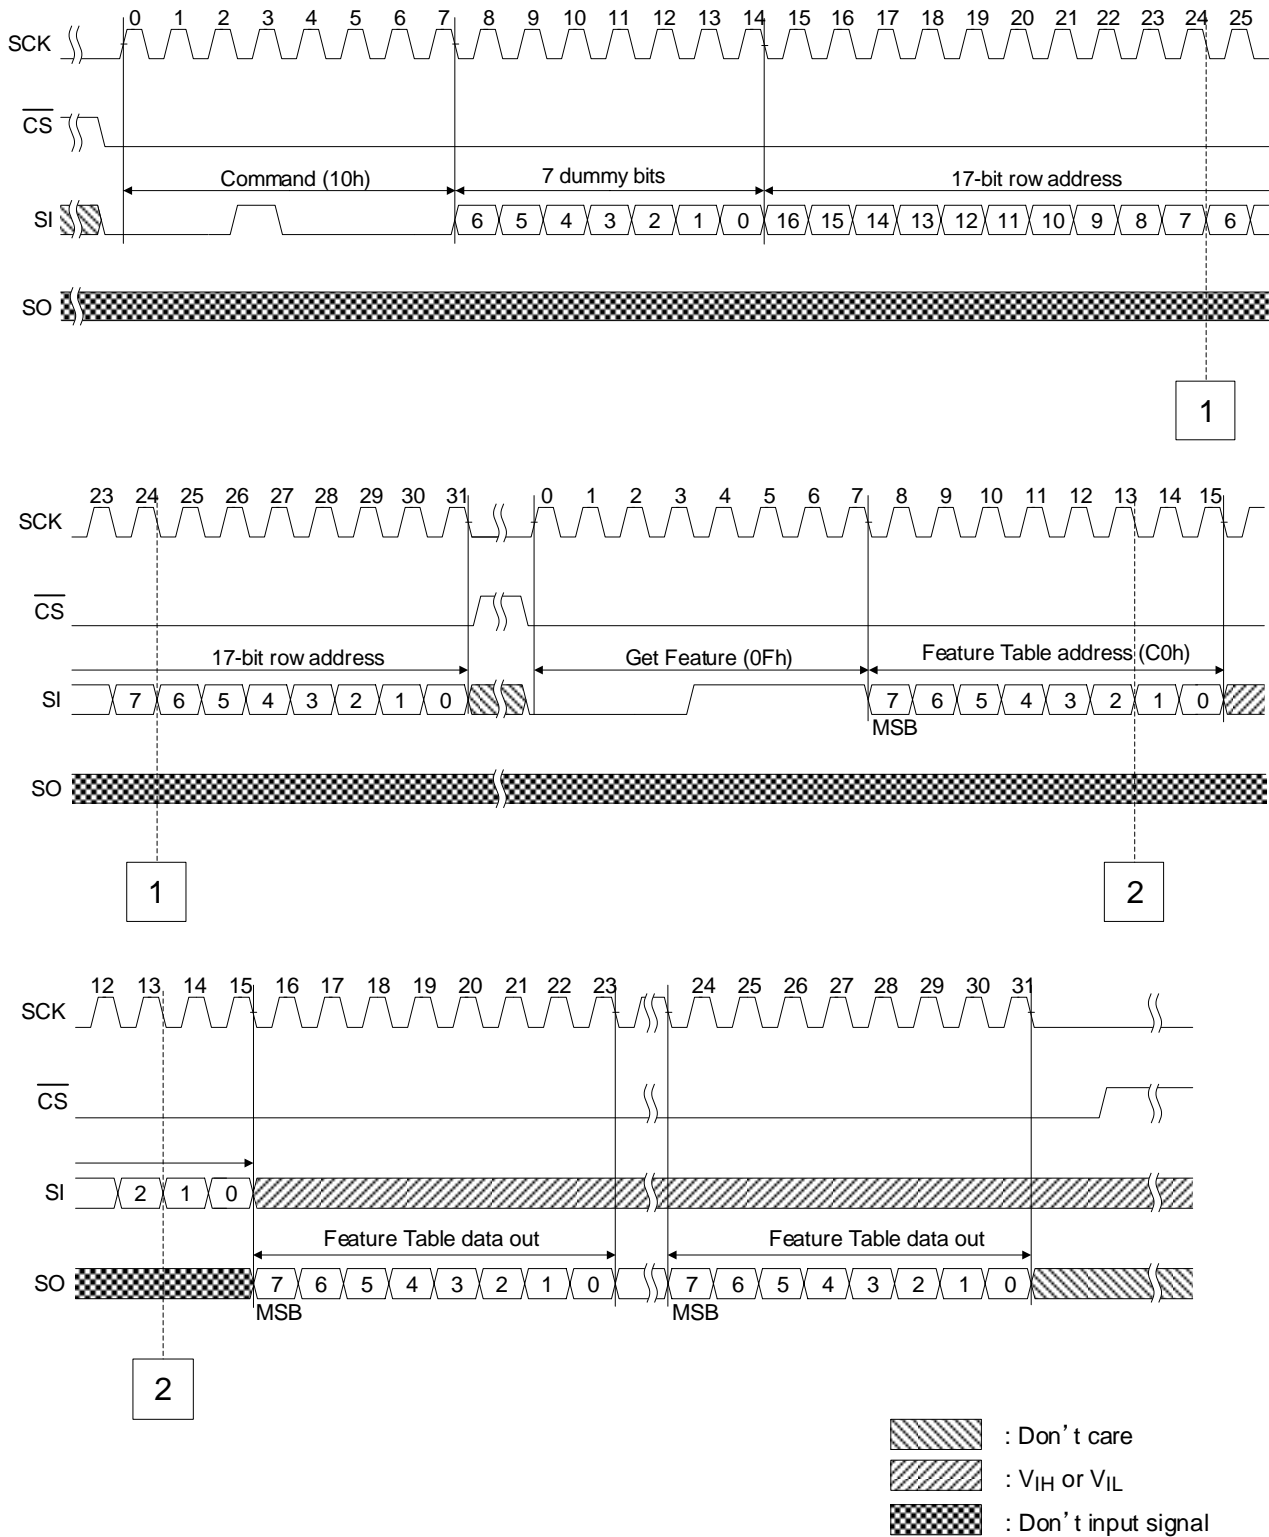 0 1 2 3 4 5 6 7 8 9 10 11 12 13 14 15 16 17 18 19 20 21 22 23 24 25
SCK
CS
Command (10h) 7 dummy bits 17-bit row address
SI 6 5 4 3 2 1 0 16 15 14 13 12 11 10 9 8 7 6
SO
1
23 24 25 26 27 28 29 30 31 0 1 2 3 4 5 6 7 8 9 10 11 12 13 14 15
SCK
CS
17-bit row address Get Feature (0Fh) Feature Table address (C0h)
SI 7 6 5 4 3 2 1 0 7 6 5 4 3 2 1 0
MSB
SO
1 2
12 13 14 15 16 17 18 19 20 21 22 23 24 25 26 27 28 29 30 31
SCK
CS
SI 2 1 0
Feature Table data out Feature Table data out
SO 7 6 5 4 3 2 1 0 7 6 5 4 3 2 1 0
MSB MSB
2
: Don't care
: VIH or VIL
: Don't input signal